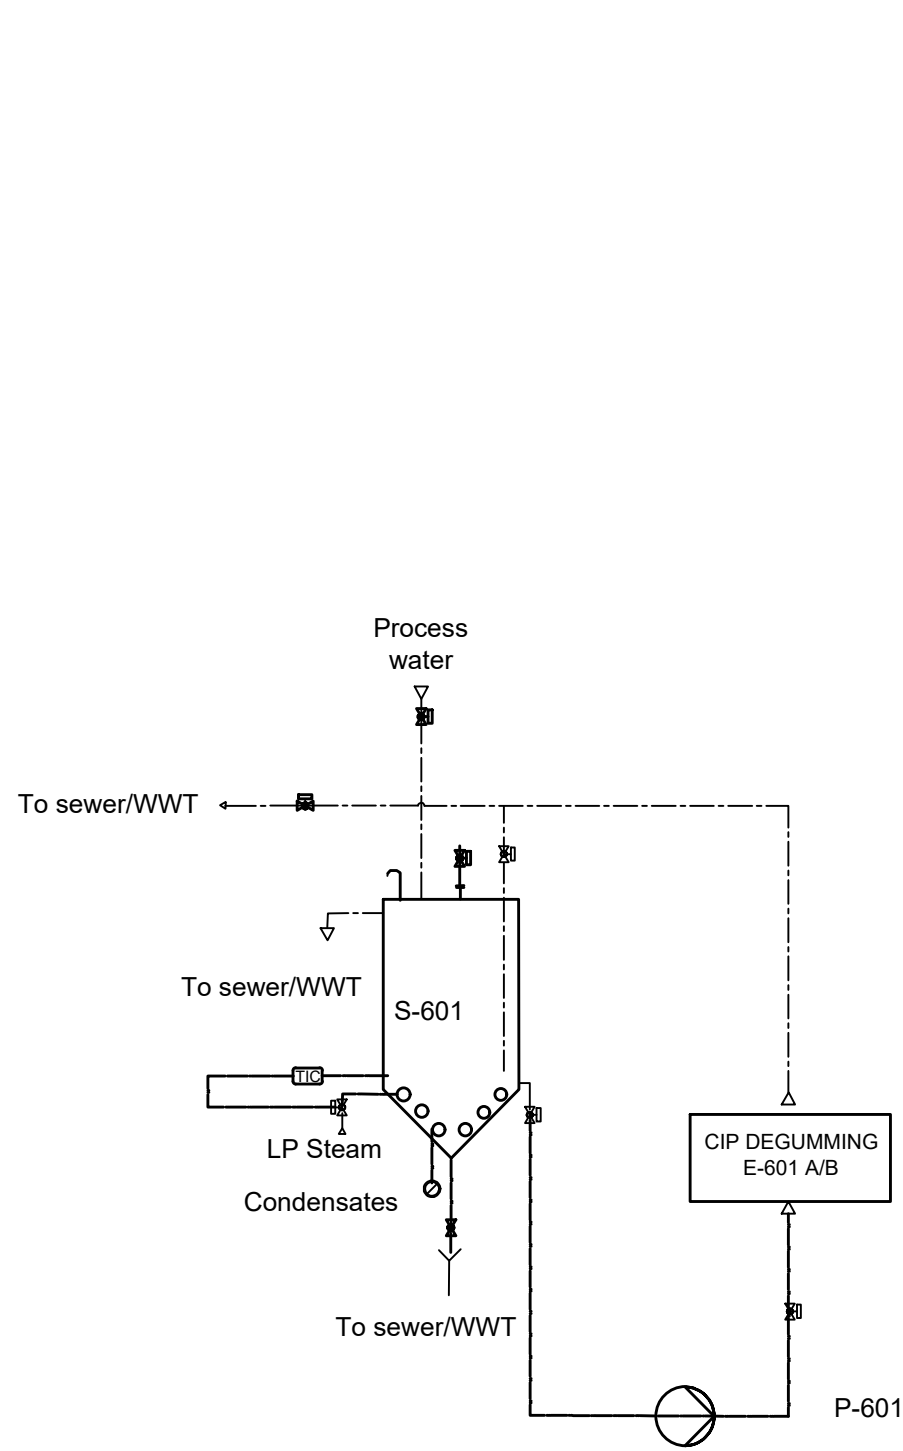 Process
water
To sewer/WWT
To sewer/WWT
S-601
TIC
LP Steam
CIP DEGUMMING
E-601 A/B
Condensates
To sewer/WWT
P-601